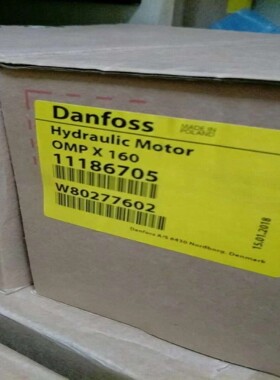 Danfoss
MADE IN
POLAND
Hydraulic Motor
OMP X 160
11186705
W80277602
15.01.2018
Danfoss A/S 6430 Nordborg, Denmark